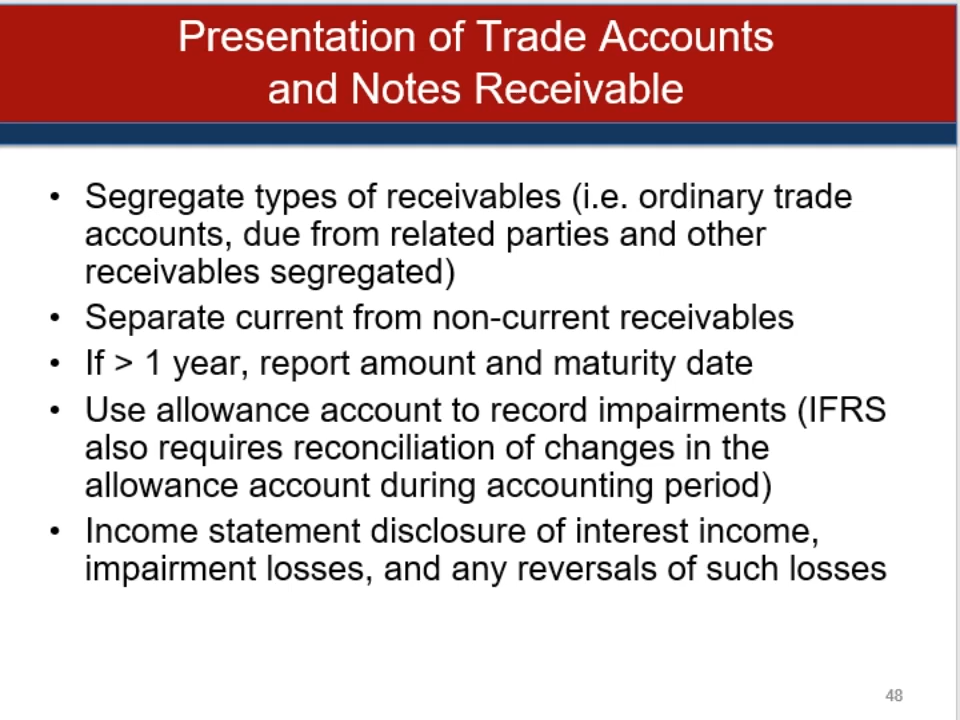 Presentation of Trade Accounts
and Notes Receivable
• Segregate types of receivables (i.e. ordinary trade
accounts, due from related parties and other
receivables segregated)
• Separate current from non-current receivables
• If > 1 year, report amount and maturity date
• Use allowance account to record impairments (IFRS
also requires reconciliation of changes in the
allowance account during accounting period)
• Income statement disclosure of interest income,
impairment losses, and any reversals of such losses
48